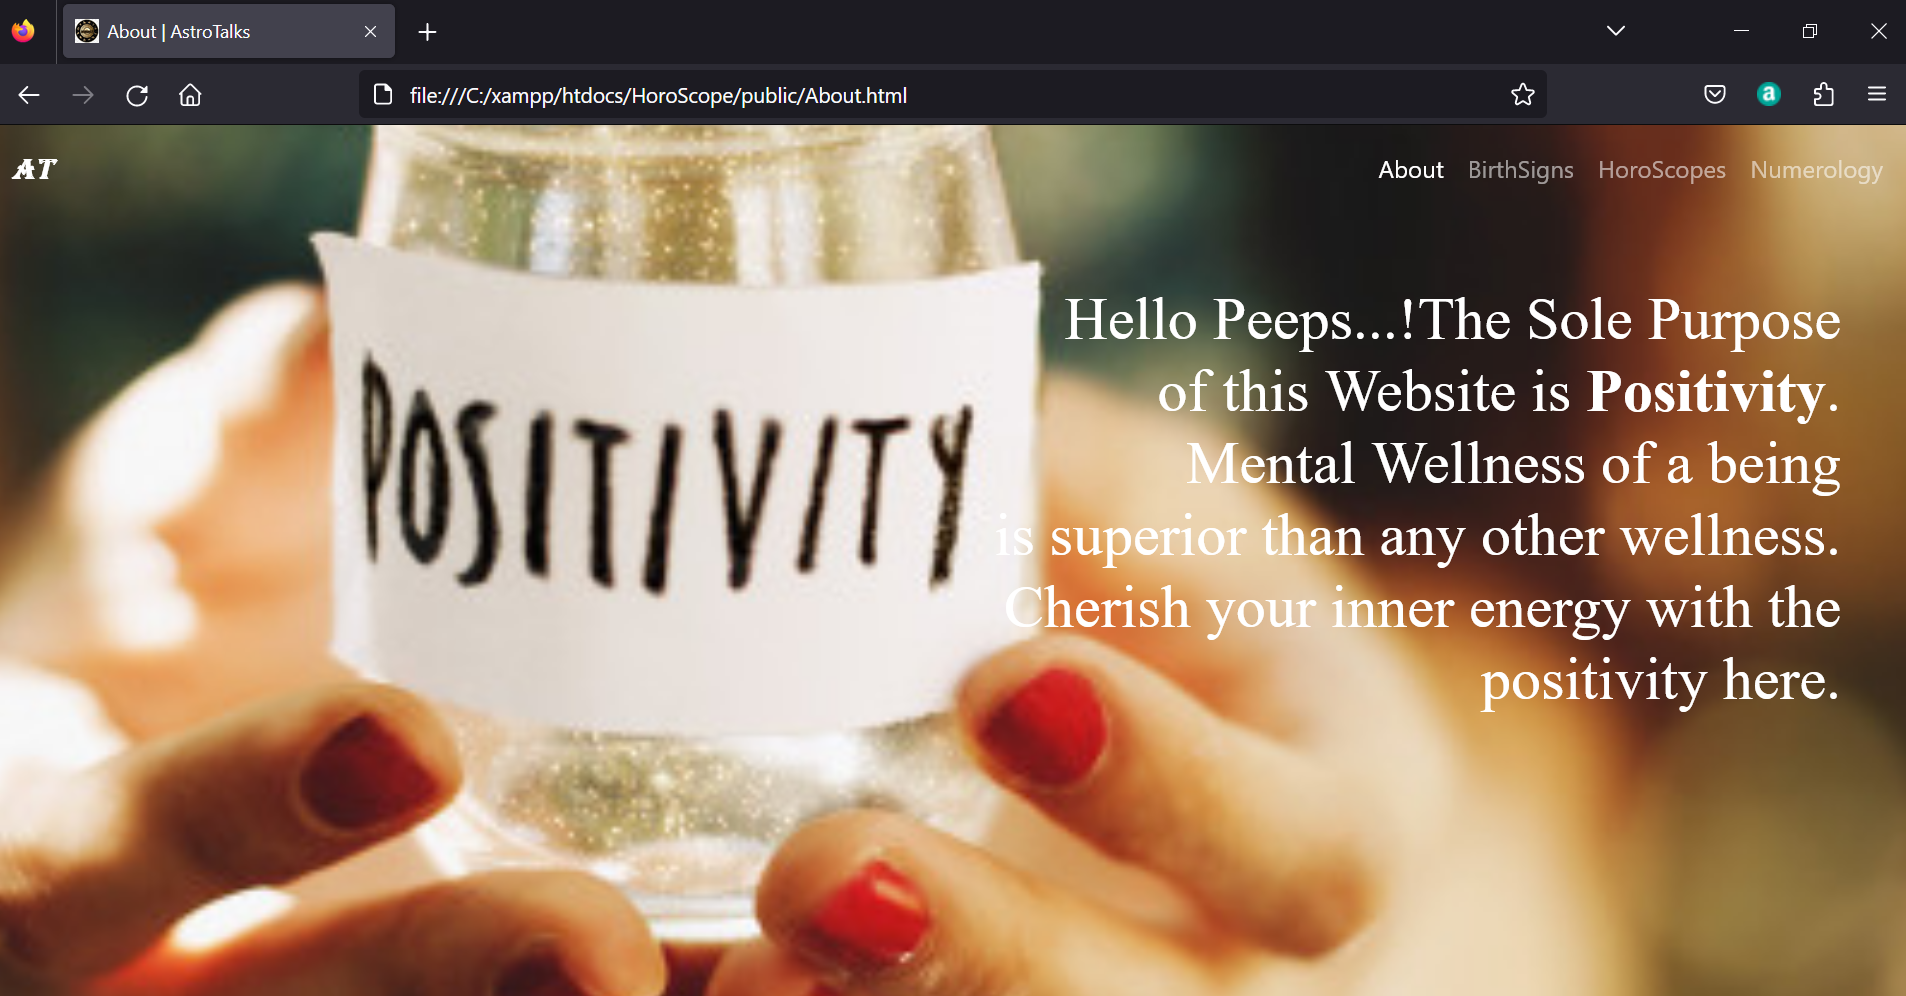 About | AstroTalks
file:///C:/xampp/htdocs/HoroScope/public/About.html
AT
About BirthSigns HoroScopes Numerology
POSITIVITY
Hello Peeps...!The Sole Purpose
of this Website is Positivity.
Mental Wellness of a being
is superior than any other wellness.
Cherish your inner energy with the
positivity here.